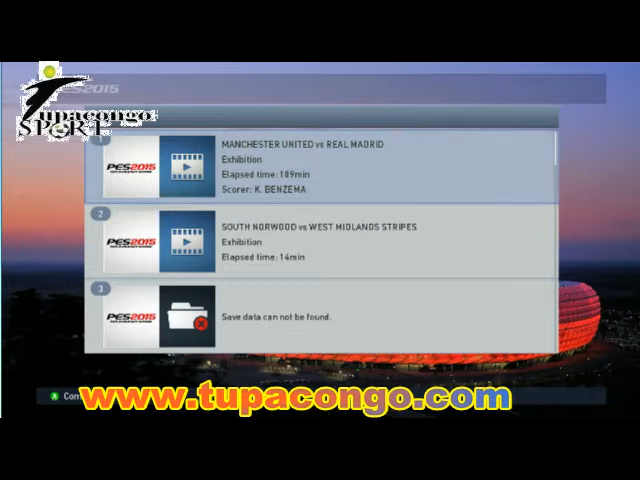 PES2015
Tupacongo
SPORT
1
PES2015
MANCHESTER UNITED vs REAL MADRID
Exhibition
Elapsed time: 109min
Scorer: K. BENZEMA
2
PES2015
SOUTH NORWOOD vs WEST MIDLANDS STRIPES
Exhibition
Elapsed time: 14min
3
PES2015
Save data can not be found.
www.tupacongo.com